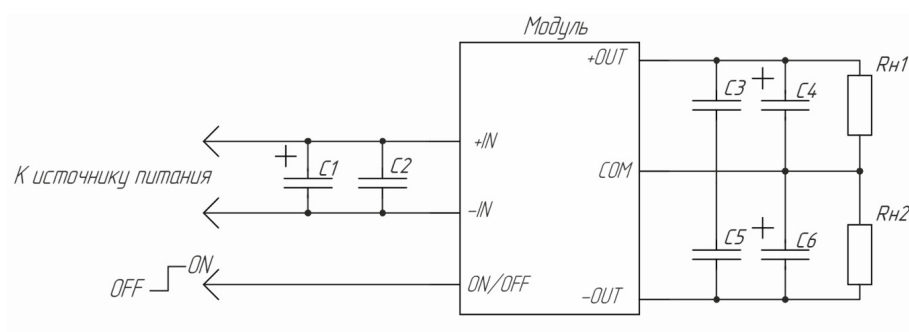 Модуль
+OUT
Rн1
+
C3
C4
+IN
+
C1
C2
К источнику питания
COM
-IN
Rн2
+
C5
C6
ON
OFF
ON/OFF
-OUT